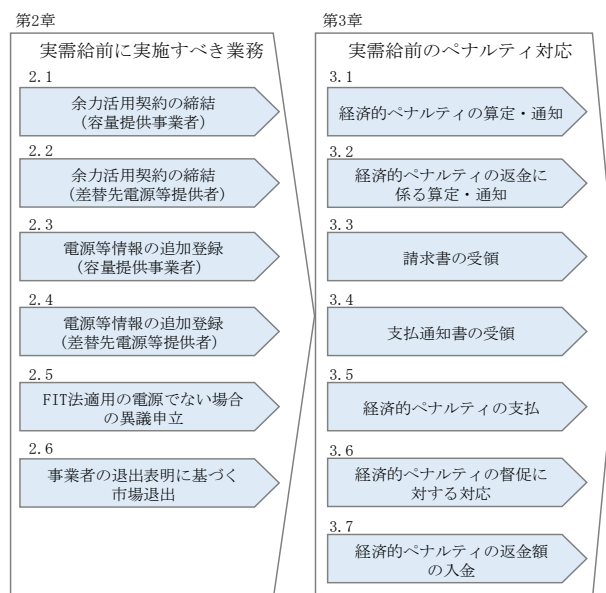 第2章
実需給前に実施すべき業務
2.1
余力活用契約の締結
(容量提供事業者)
2.2
余力活用契約の締結
(差替先電源等提供者)
2.3
電源等情報の追加登録
(容量提供事業者)
2.4
電源等情報の追加登録
(差替先電源等提供者)
2.5
FIT法適用の電源でない場合
の異議申立
2.6
事業者の退出表明に基づく
市場退出
第3章
実需給前のペナルティ対応
3.1
経済的ペナルティの算定・通知
3.2
経済的ペナルティの返金に
係る算定・通知
3.3
請求書の受領
3.4
支払通知書の受領
3.5
経済的ペナルティの支払
3.6
経済的ペナルティの督促に
対する対応
3.7
経済的ペナルティの返金額
の入金